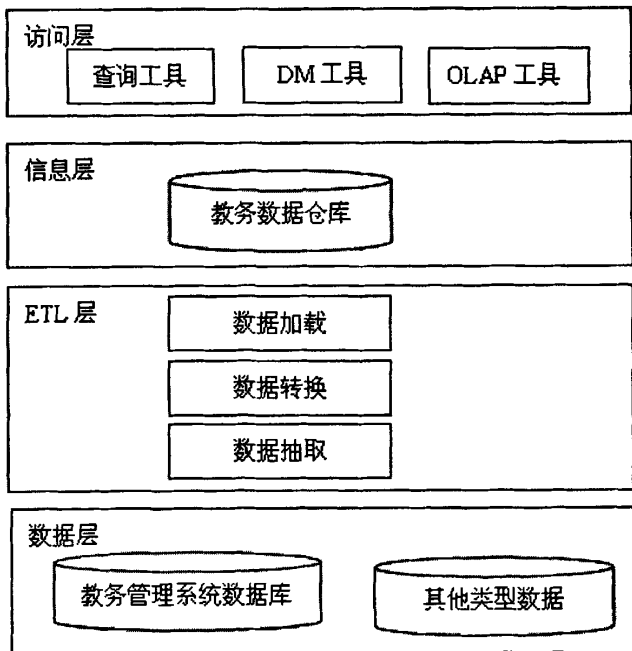 访问层
查询工具
DM工具
OLAP 工具
信息层
教务数据仓库
ETL 层
数据加载
数据转换
数据抽取
数据层
教务管理系统数据库
其他类型数据